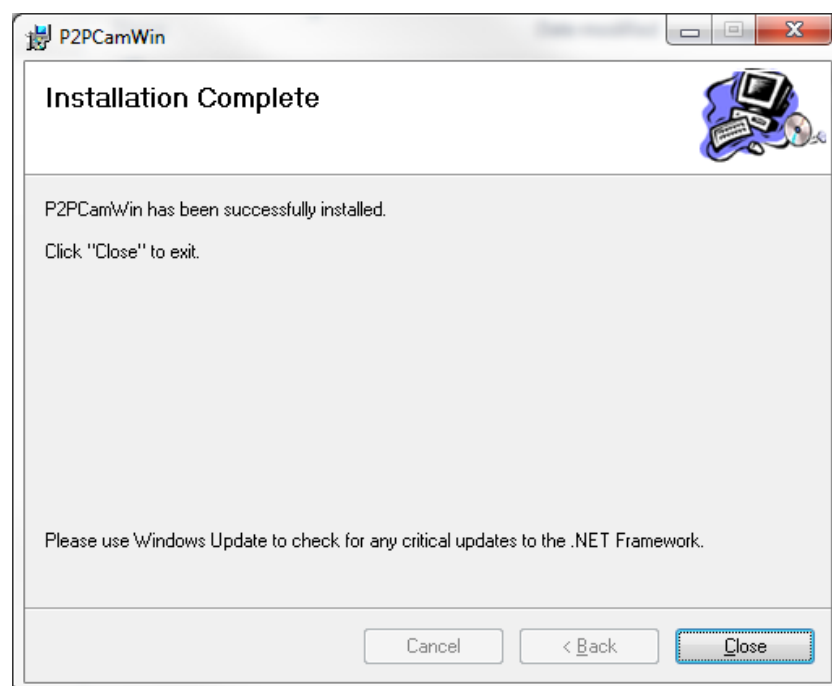 P2PCamWin
Installation Complete
P2PCamWin has been successfully installed.
Click "Close" to exit.
Please use Windows Update to check for any critical updates to the .NET Framework.
Cancel
< Back
Close